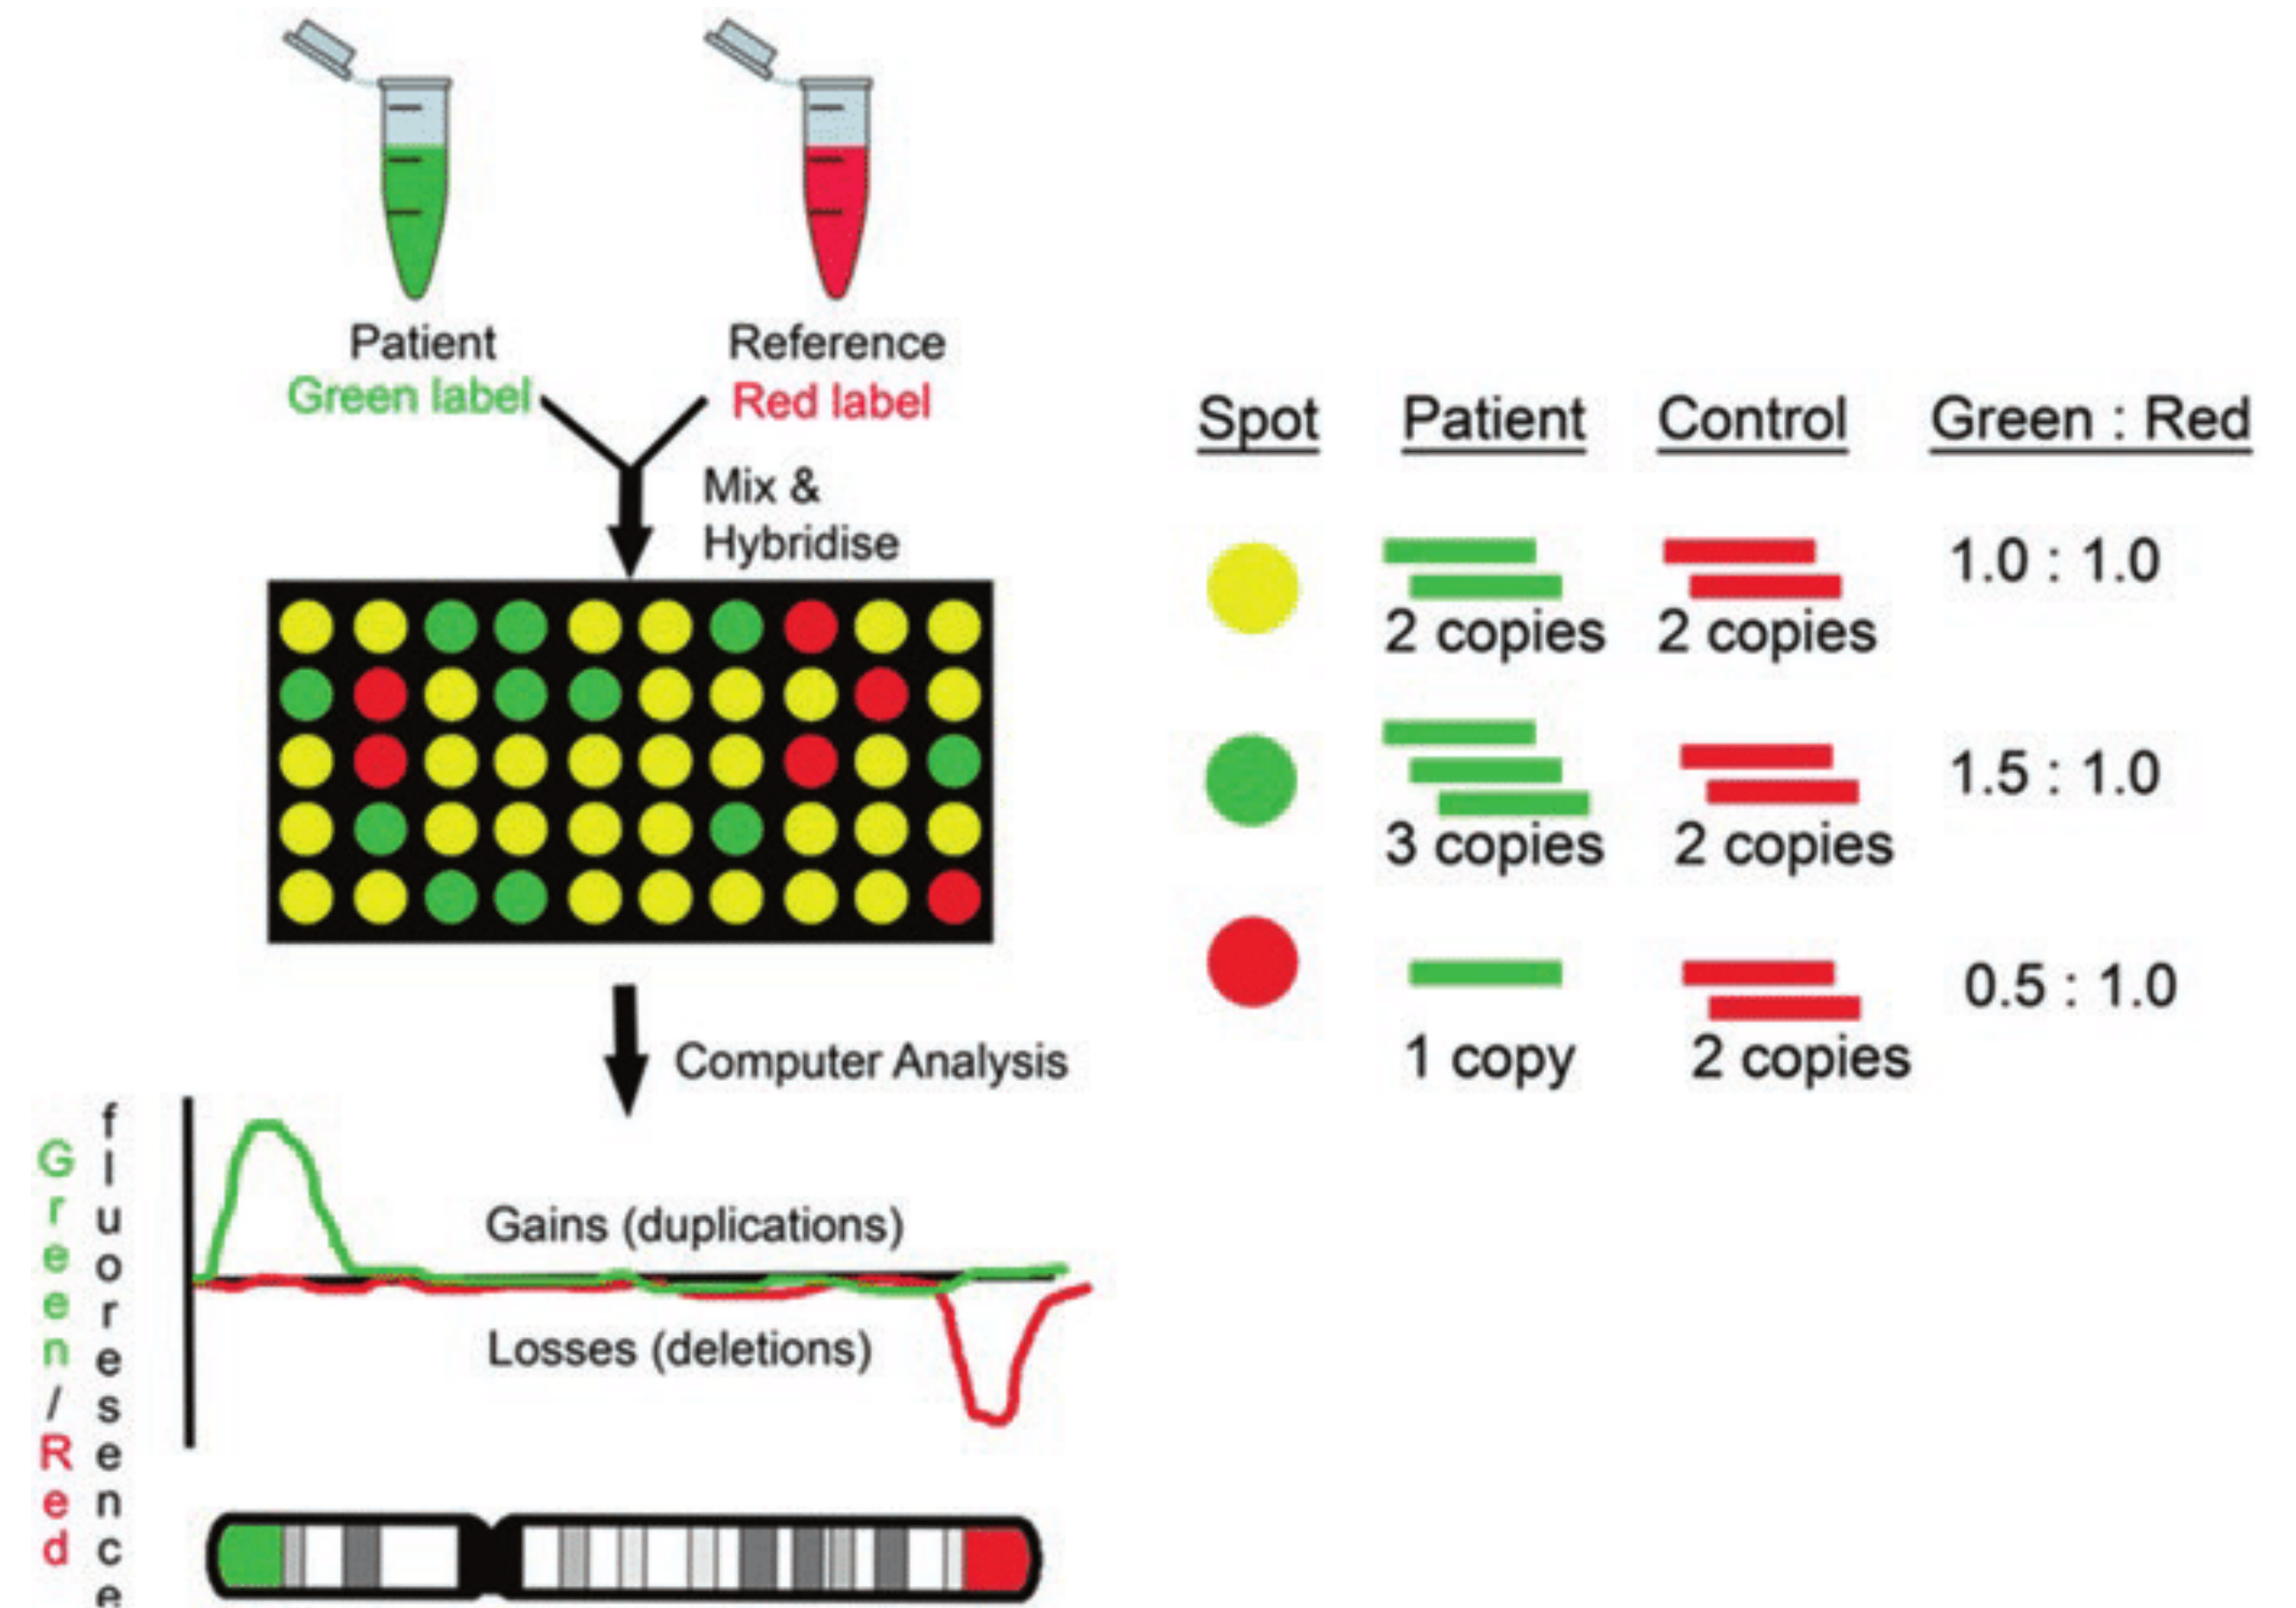 Patient
Green label
Reference
Red label
Mix &
Hybridise
Computer Analysis
Green/Red
fluoresence
Gains (duplications)
Losses (deletions)
Spot Patient Control Green : Red
2 copies 2 copies 1.0 : 1.0
3 copies 2 copies 1.5 : 1.0
1 copy 2 copies 0.5 : 1.0